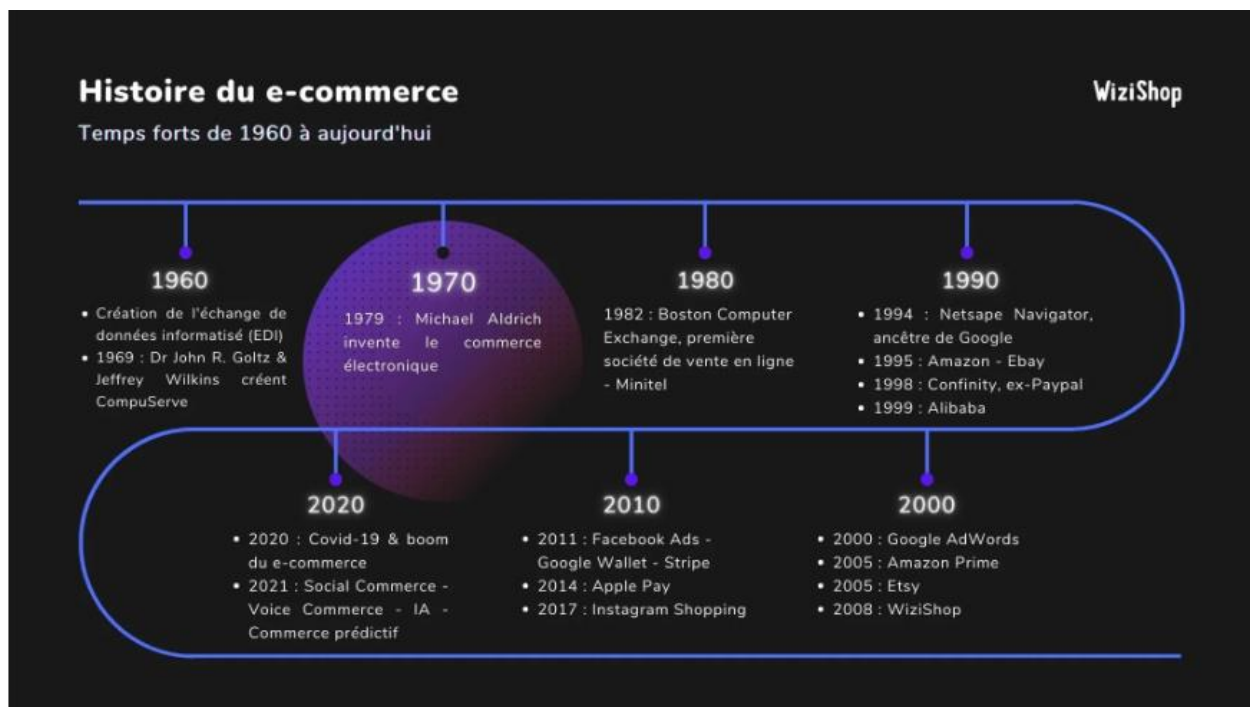 Histoire du e-commerce
WiziShop
Temps forts de 1960 à aujourd'hui
1960
• Création de l'échange de
données informatisé (EDI)
• 1969 : Dr John R. Goltz &
Jeffrey Wilkins créent
CompuServe
1970
1979 : Michael Aldrich
invente le commerce
électronique
1980
1982 : Boston Computer
Exchange, première
société de vente en ligne
- Minitel
1990
• 1994 : Netsape Navigator,
ancêtre de Google
• 1995 : Amazon - Ebay
• 1998 : Confinity, ex-Paypal
• 1999 : Alibaba
2020
• 2020 : Covid-19 & boom
du e-commerce
• 2021 : Social Commerce -
Voice Commerce - IA -
Commerce prédictif
2010
• 2011 : Facebook Ads -
Google Wallet - Stripe
• 2014 : Apple Pay
• 2017 : Instagram Shopping
2000
• 2000 : Google AdWords
• 2005 : Amazon Prime
• 2005 : Etsy
• 2008 : WiziShop